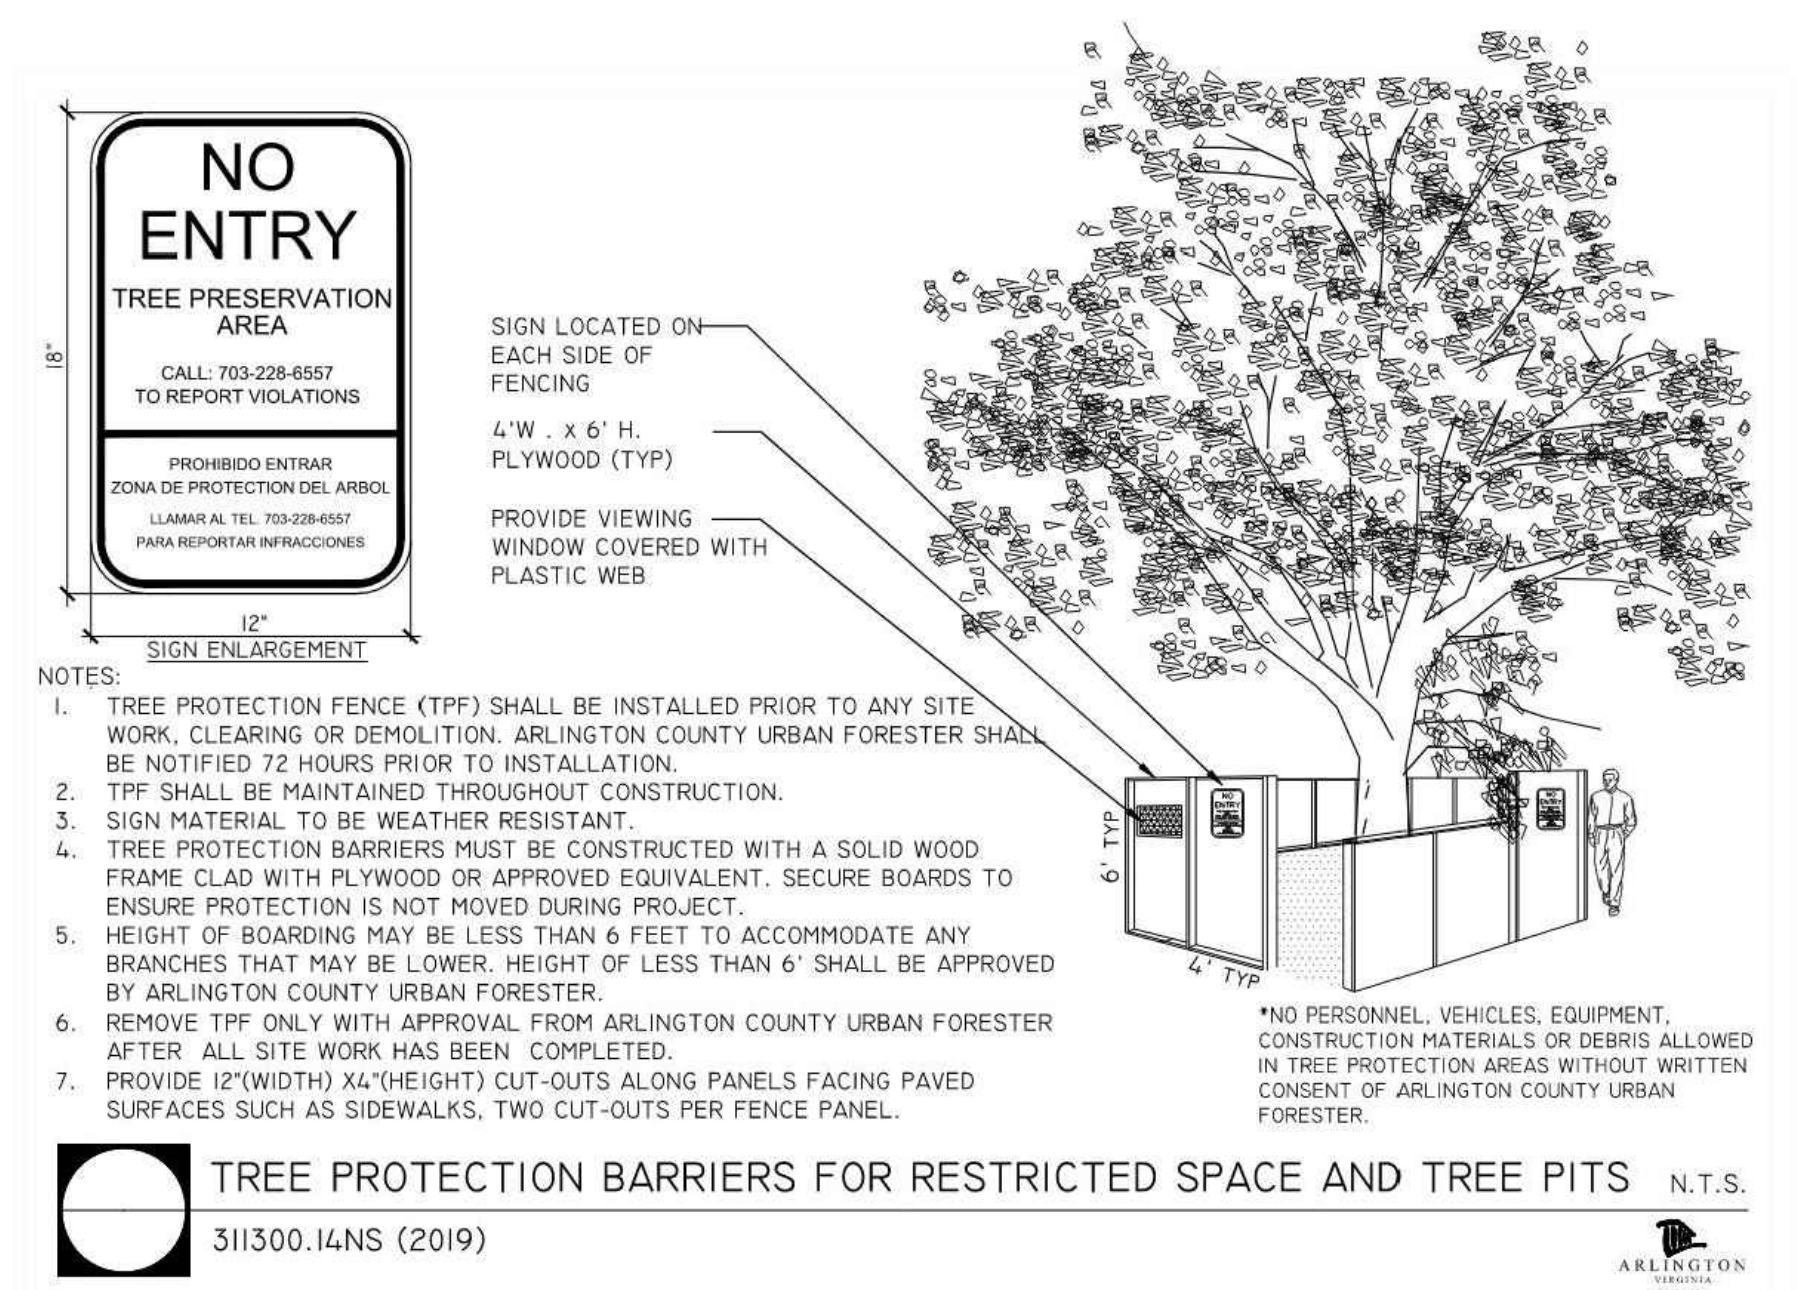 NO
ENTRY
TREE PRESERVATION
AREA
CALL: 703-228-6557
TO REPORT VIOLATIONS
PROHIBIDO ENTRAR
ZONA DE PROTECTION DEL ARBOL
LLAMAR AL TEL. 703-228-6557
PARA REPORTAR INFRACCIONES
18"
12"
SIGN ENLARGEMENT
SIGN LOCATED ON
EACH SIDE OF
FENCING
4'W . X 6' H.
PLYWOOD (TYP)
PROVIDE VIEWING
WINDOW COVERED WITH
PLASTIC WEB
NOTES:
1. TREE PROTECTION FENCE (TPF) SHALL BE INSTALLED PRIOR TO ANY SITE
WORK, CLEARING OR DEMOLITION. ARLINGTON COUNTY URBAN FORESTER SHALL
BE NOTIFIED 72 HOURS PRIOR TO INSTALLATION.
2. TPF SHALL BE MAINTAINED THROUGHOUT CONSTRUCTION.
3. SIGN MATERIAL TO BE WEATHER RESISTANT.
4. TREE PROTECTION BARRIERS MUST BE CONSTRUCTED WITH A SOLID WOOD
FRAME CLAD WITH PLYWOOD OR APPROVED EQUIVALENT. SECURE BOARDS TO
ENSURE PROTECTION IS NOT MOVED DURING PROJECT.
5. HEIGHT OF BOARDING MAY BE LESS THAN 6 FEET TO ACCOMMODATE ANY
BRANCHES THAT MAY BE LOWER. HEIGHT OF LESS THAN 6' SHALL BE APPROVED
BY ARLINGTON COUNTY URBAN FORESTER.
6. REMOVE TPF ONLY WITH APPROVAL FROM ARLINGTON COUNTY URBAN FORESTER
AFTER ALL SITE WORK HAS BEEN COMPLETED.
7. PROVIDE 12"(WIDTH) X4"(HEIGHT) CUT-OUTS ALONG PANELS FACING PAVED
SURFACES SUCH AS SIDEWALKS, TWO CUT-OUTS PER FENCE PANEL.
6' TYP
4' TYP
NO
ENTRY
NO
ENTRY
*NO PERSONNEL, VEHICLES, EQUIPMENT,
CONSTRUCTION MATERIALS OR DEBRIS ALLOWED
IN TREE PROTECTION AREAS WITHOUT WRITTEN
CONSENT OF ARLINGTON COUNTY URBAN
FORESTER.
TREE PROTECTION BARRIERS FOR RESTRICTED SPACE AND TREE PITS N.T.S.
311300.14NS (2019)
ARLINGTON
VIRGINIA